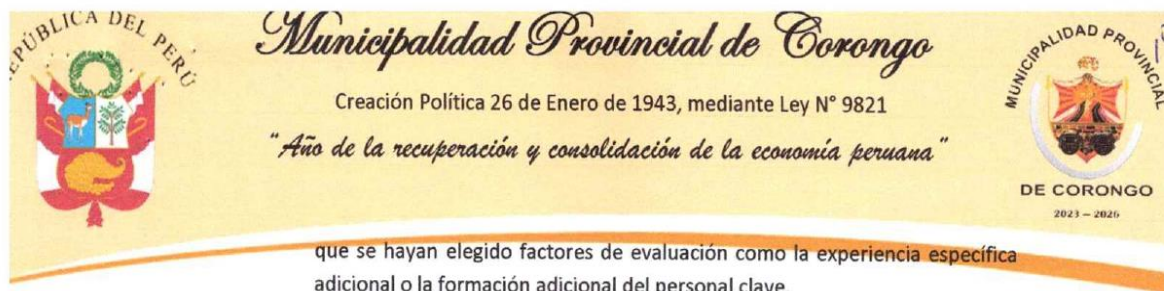 REPÚBLICA DEL PERÚ
Municipalidad Provincial de Corongo
Creación Política 26 de Enero de 1943, mediante Ley N° 9821
"Año de la recuperación y consolidación de la economía peruana"
MUNICIPALIDAD PROVINCIAL
DE CORONGO
2023 – 2026
que se hayan elegido factores de evaluación como la experiencia específica
adicional o la formación adicional del personal clave.